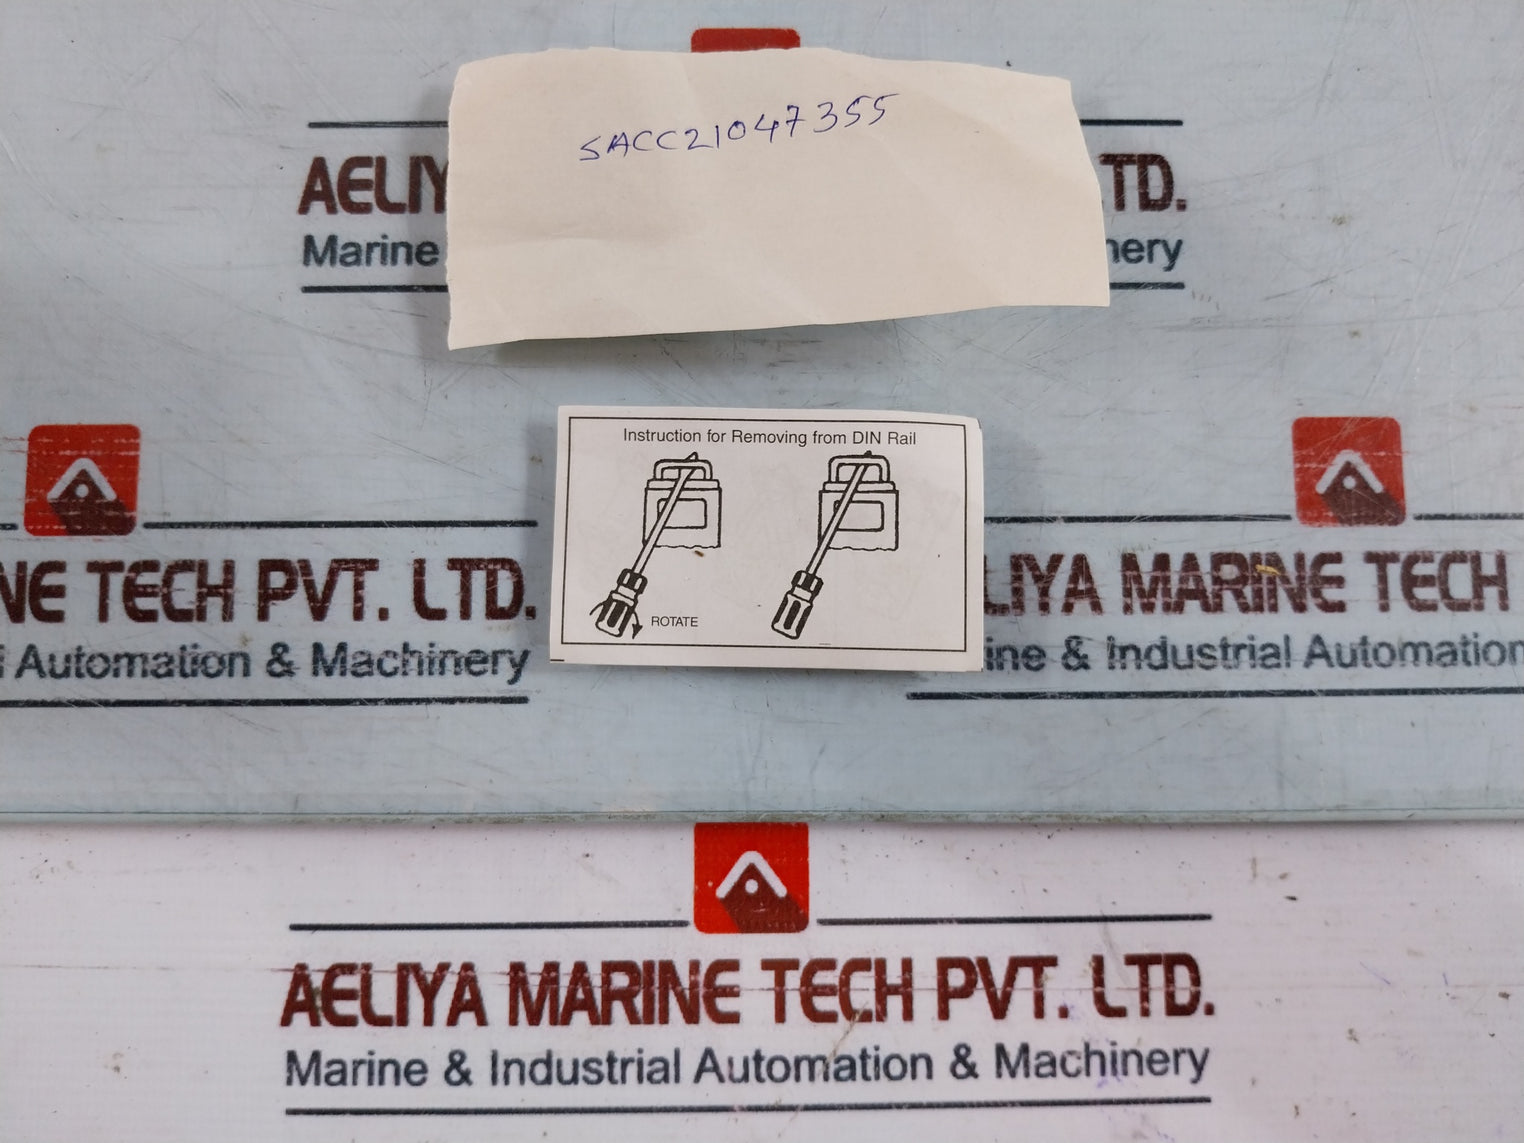 SACC21047355
AELIY
TD.
Marine
nery
Instruction for Removing from DIN Rail
ROTATE
NE TECH PVT. LTD.
l Automation & Machinery
LIYA MARINE TECH
ine & Industrial Automation
AELIYA MARINE TECH PVT. LTD.
Marine & Industrial Automation & Machinery